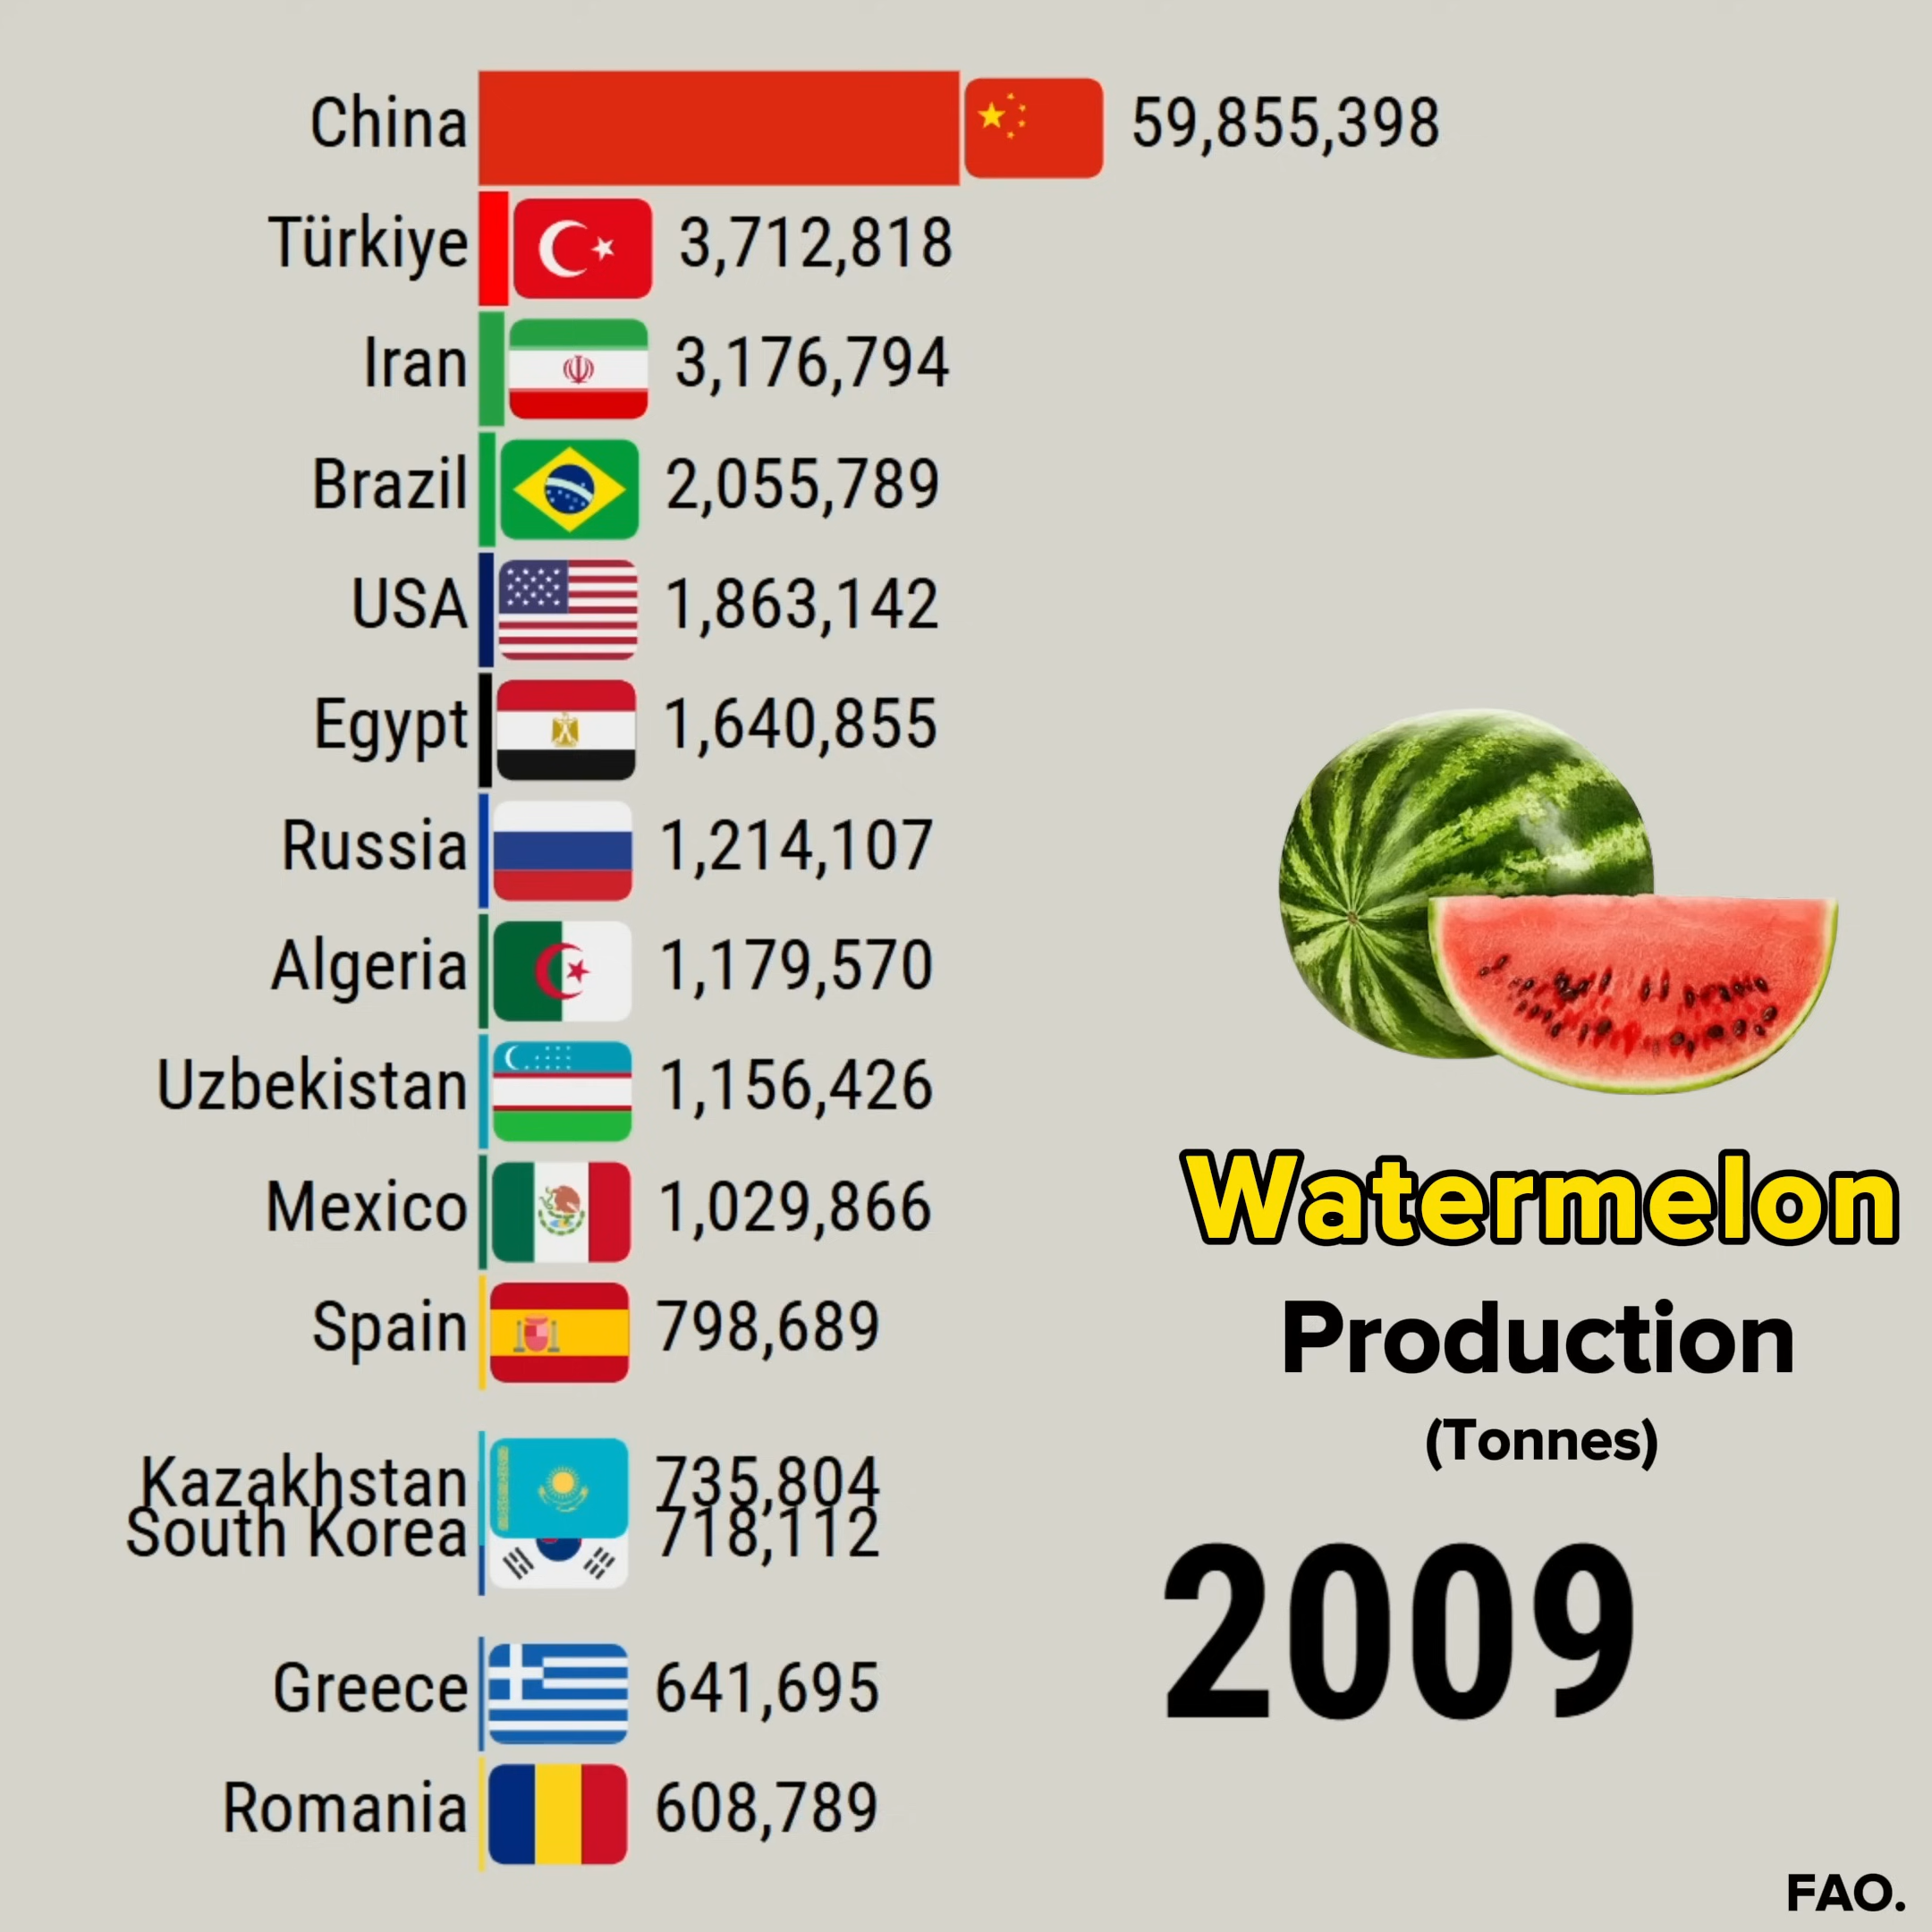 China 59,855,398
Türkiye 3,712,818
Iran 3,176,794
Brazil 2,055,789
USA 1,863,142
Egypt 1,640,855
Russia 1,214,107
Algeria 1,179,570
Uzbekistan 1,156,426
Mexico 1,029,866
Spain 798,689
Kazakhstan 735,804
South Korea 718,112
Greece 641,695
Romania 608,789
Watermelon
Production
(Tonnes)
2009
FAO.